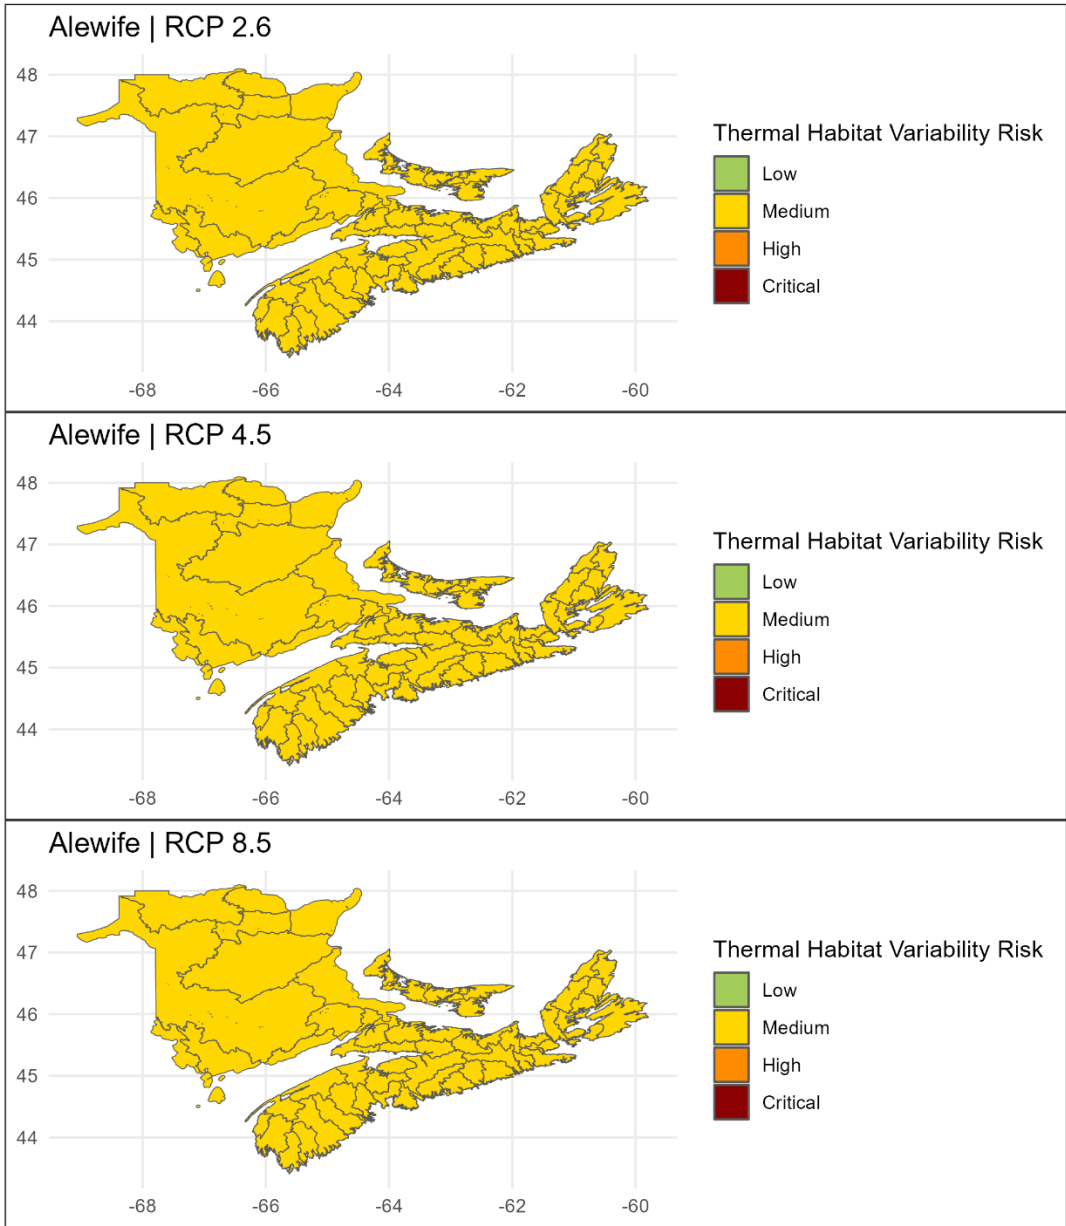 Alewife | RCP 2.6
48
47
46
45
44
-68
-66
-64
-62
-60
Thermal Habitat Variability Risk
Low
Medium
High
Critical
Alewife | RCP 4.5
48
47
46
45
44
-68
-66
-64
-62
-60
Thermal Habitat Variability Risk
Low
Medium
High
Critical
Alewife | RCP 8.5
48
47
46
45
44
-68
-66
-64
-62
-60
Thermal Habitat Variability Risk
Low
Medium
High
Critical